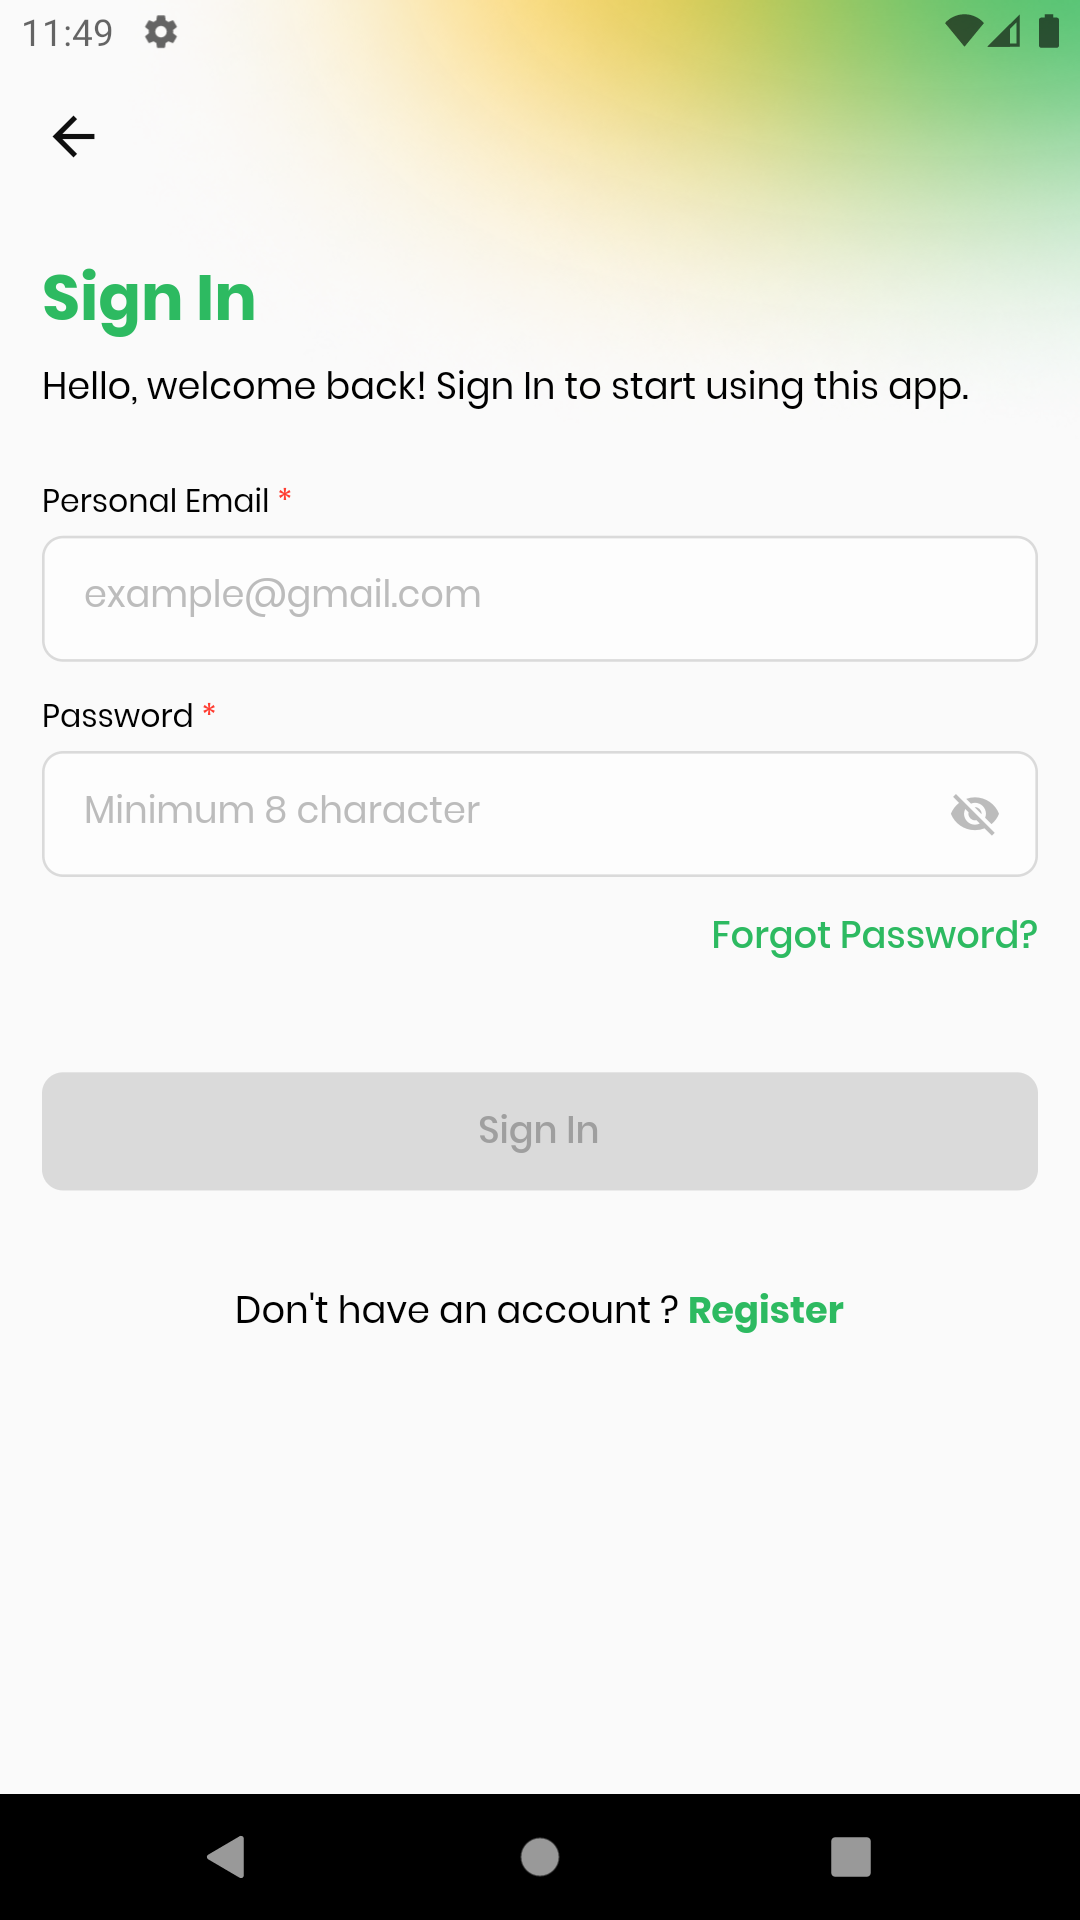 11:49
Sign In
Hello, welcome back! Sign In to start using this app.
Personal Email *
example@gmail.com
Password *
Minimum 8 character
Forgot Password?
Sign In
Don't have an account ? Register